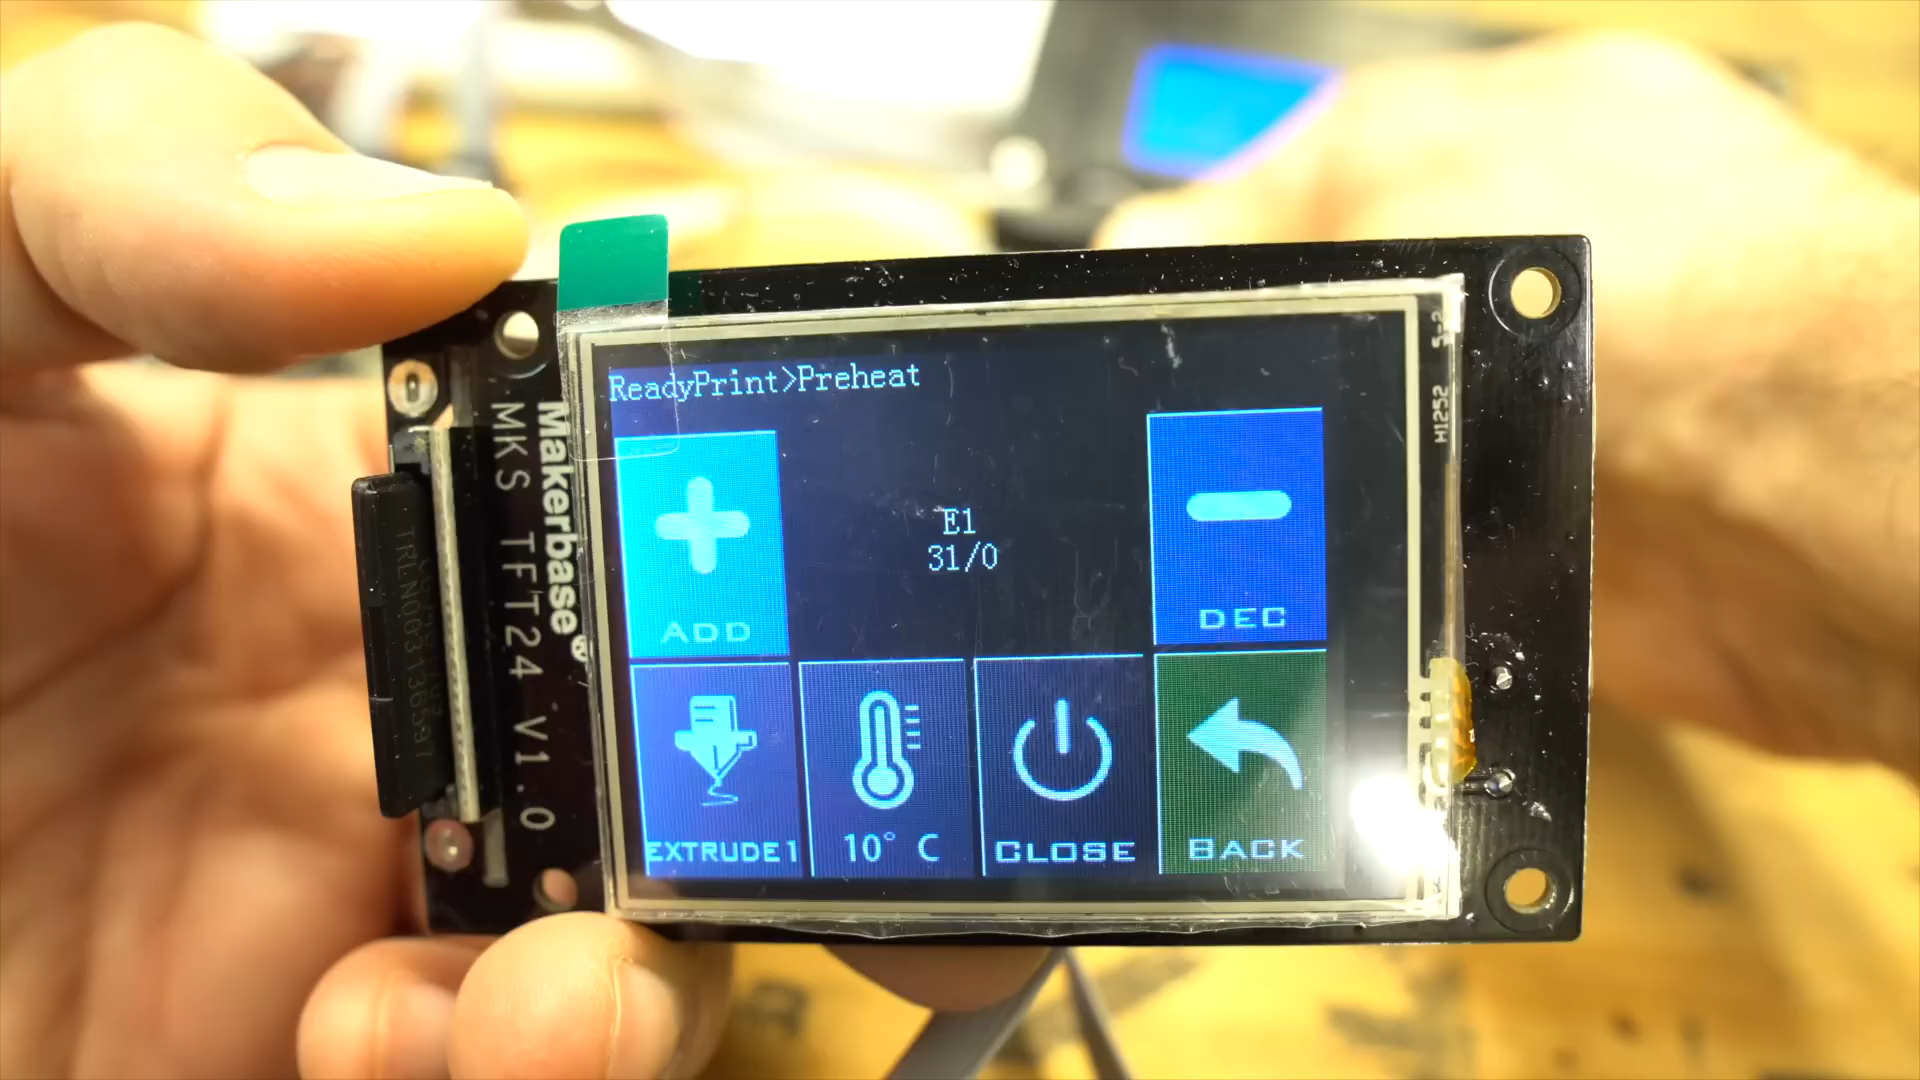 ReadyPrint>Preheat
ADD
E1
31/0
DEC
EXTRUDE1
10° C
CLOSE
BACK
Makerbase®
MKS TFT24 V1.0
H1252